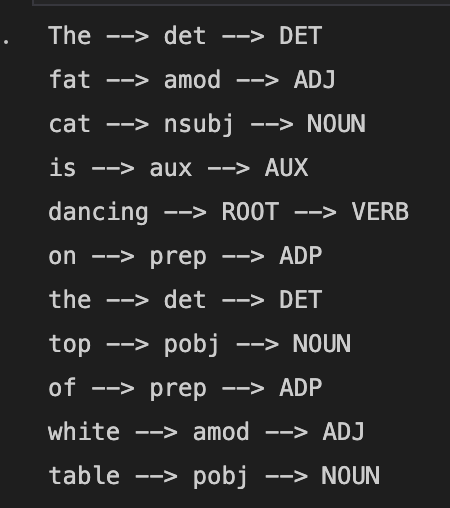 The --> det --> DET
fat --> amod --> ADJ
cat --> nsubj --> NOUN
is --> aux --> AUX
dancing --> ROOT --> VERB
on --> prep --> ADP
the --> det --> DET
top --> pobj --> NOUN
of --> prep --> ADP
white --> amod --> ADJ
table --> pobj --> NOUN